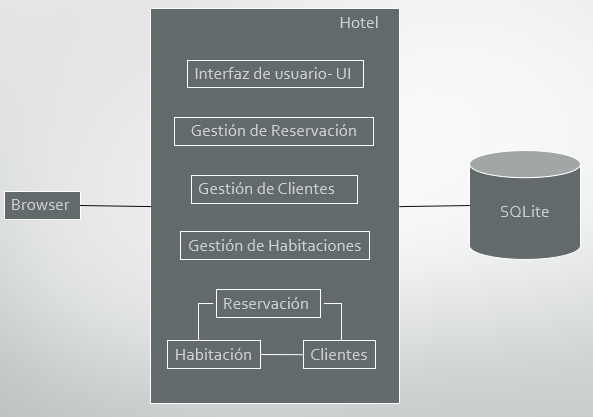 Hotel
Interfaz de usuario- UI
Gestión de Reservación
Gestión de Clientes
Browser
SQLite
Gestión de Habitaciones
Reservación
Habitación
Clientes